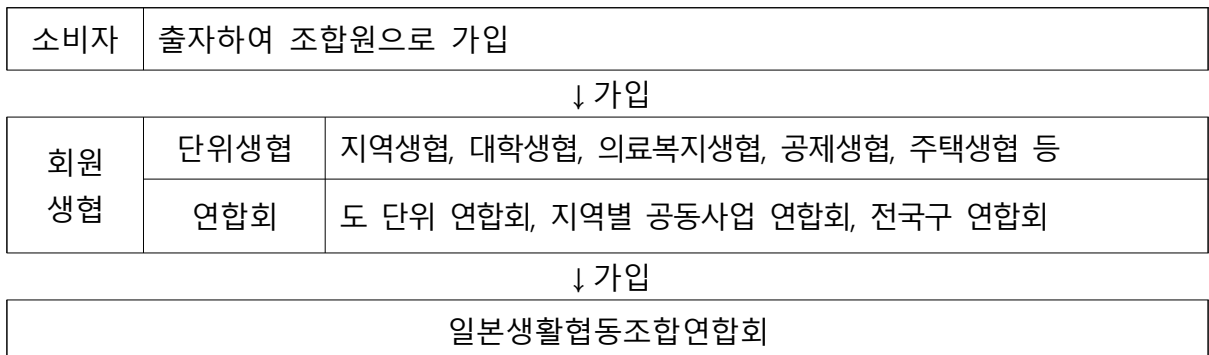 소비자 출자하여 조합원으로 가입
↓가입
회원
생협
단위생협 지역생협, 대학생협, 의료복지생협, 공제생협, 주택생협 등
연합회 도 단위 연합회, 지역별 공동사업 연합회, 전국구 연합회
↓가입
일본생활협동조합연합회